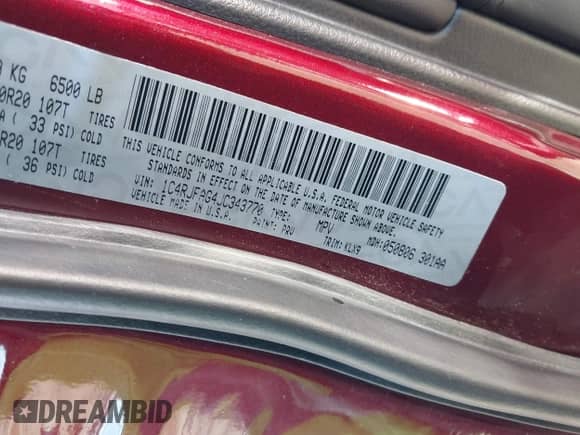 KG 6500 LB
0R20 107T TIRES
A ( 33 PSI) COLD
R20 107T TIRES
( 36 PSI) COLD
THIS VEHICLE CONFORMS TO ALL APPLICABLE U.S.A. FEDERAL MOTOR VEHICLE SAFETY
STANDARDS IN EFFECT ON THE DATE OF MANUFACTURE SHOWN ABOVE.
VIN: 1C4RJFAG4JC343770 TYPE: MPV MDH:050806 301AA
VEHICLE MADE IN U.S.A. PAINT: PRV TRIM: KLX9
DREAMBID